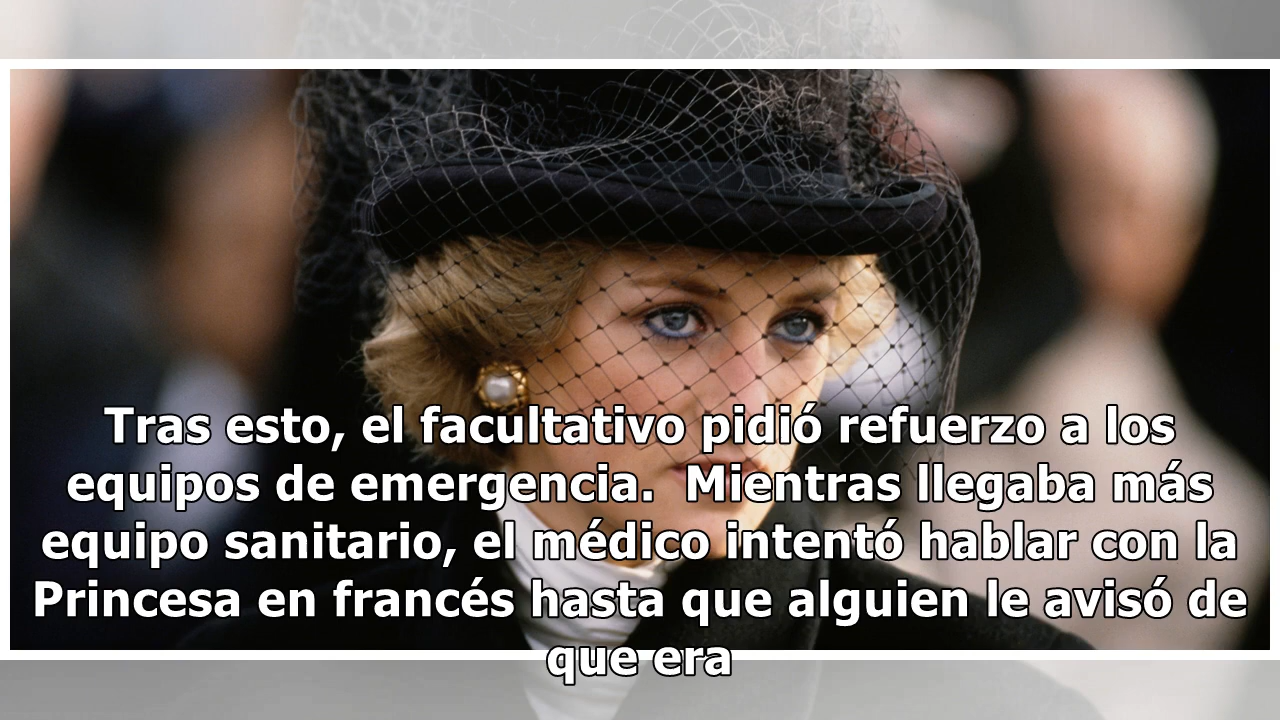 Tras esto, el facultativo pidió refuerzo a los
equipos de emergencia.  Mientras llegaba más
equipo sanitario, el médico intentó hablar con la
Princesa en francés hasta que alguien le avisó de
que era